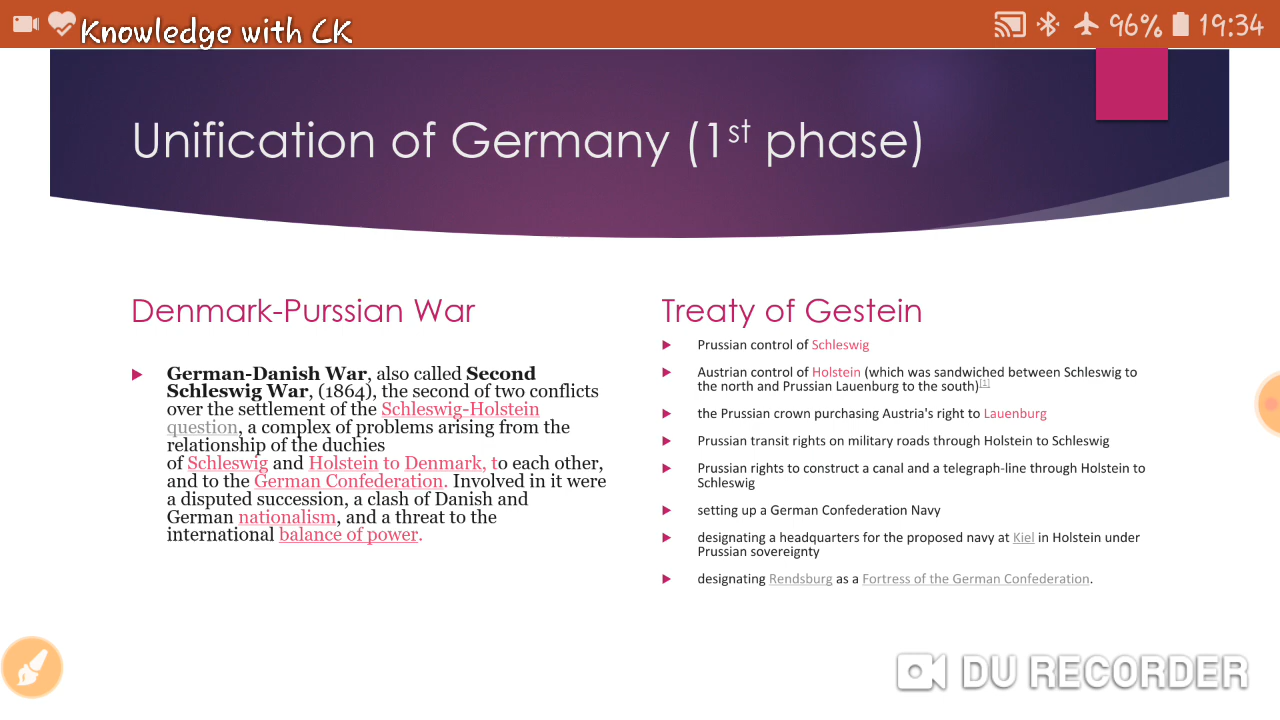 Knowledge with CK
96% 19:34
Unification of Germany (1st phase)
Denmark-Purssian War
German-Danish War, also called Second
Schleswig War, (1864), the second of two conflicts
over the settlement of the Schleswig-Holstein
question, a complex of problems arising from the
relationship of the duchies
of Schleswig and Holstein to Denmark, to each other,
and to the German Confederation. Involved in it were
a disputed succession, a clash of Danish and
German nationalism, and a threat to the
international balance of power.
Treaty of Gestein
Prussian control of Schleswig
Austrian control of Holstein (which was sandwiched between Schleswig to
the north and Prussian Lauenburg to the south)[1]
the Prussian crown purchasing Austria's right to Lauenburg
Prussian transit rights on military roads through Holstein to Schleswig
Prussian rights to construct a canal and a telegraph-line through Holstein to
Schleswig
setting up a German Confederation Navy
designating a headquarters for the proposed navy at Kiel in Holstein under
Prussian sovereignty
designating Rendsburg as a Fortress of the German Confederation.
DU RECORDER